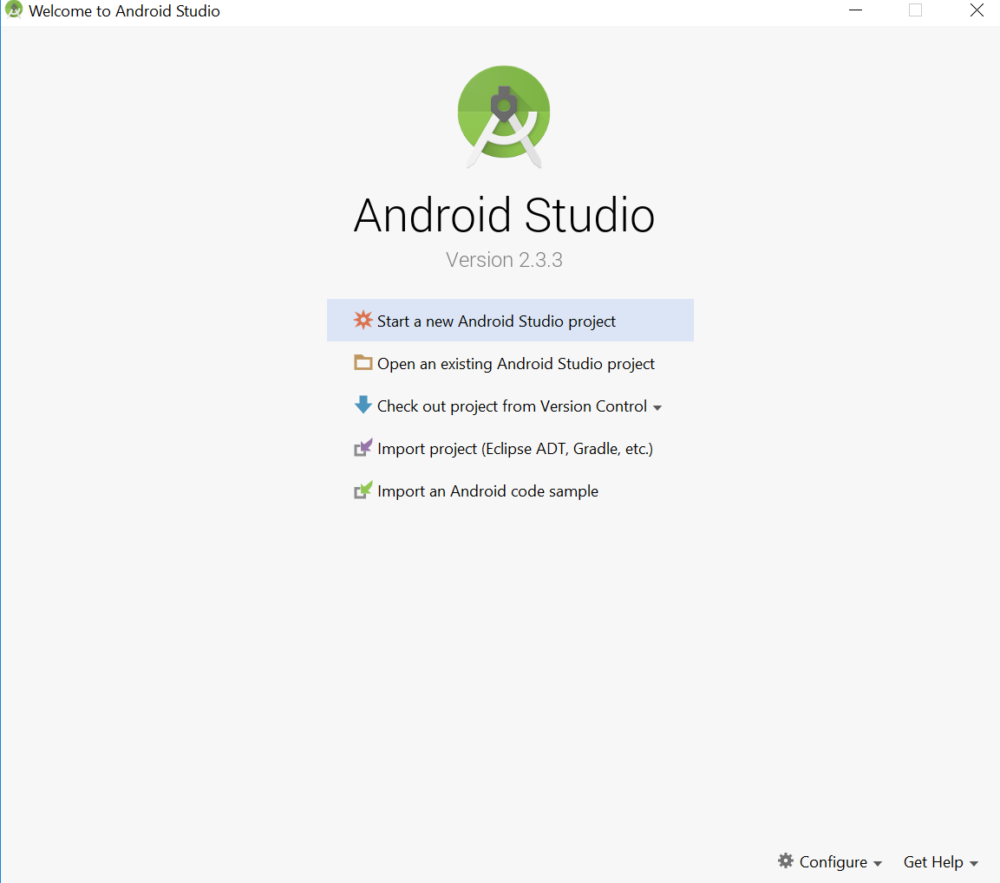 Welcome to Android Studio
Android Studio
Version 2.3.3
Start a new Android Studio project
Open an existing Android Studio project
Check out project from Version Control
Import project (Eclipse ADT, Gradle, etc.)
Import an Android code sample
Configure Get Help